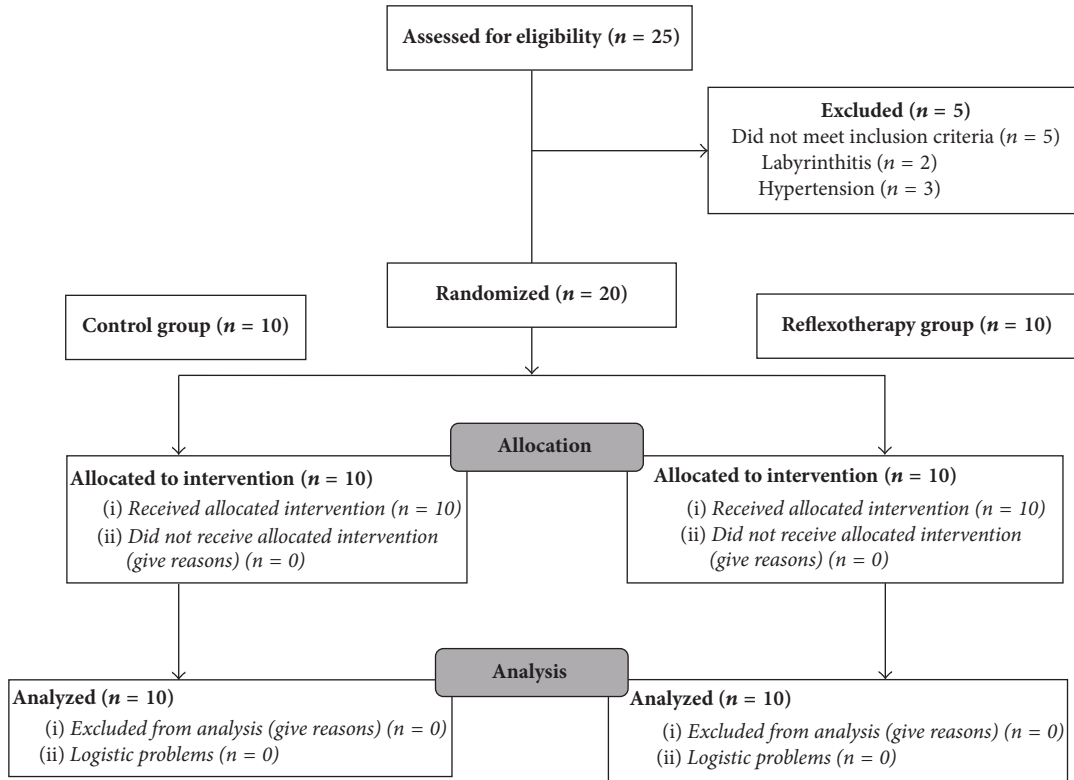 Assessed for eligibility (n = 25)
Excluded (n = 5)
Did not meet inclusion criteria (n = 5)
Labyrinthitis (n = 2)
Hypertension (n = 3)
Randomized (n = 20)
Control group (n = 10)
Reflexotherapy group (n = 10)
Allocation
Allocated to intervention (n = 10)
(i) Received allocated intervention (n = 10)
(ii) Did not receive allocated intervention
(give reasons) (n = 0)
Allocated to intervention (n = 10)
(i) Received allocated intervention (n = 10)
(ii) Did not receive allocated intervention
(give reasons) (n = 0)
Analysis
Analyzed (n = 10)
(i) Excluded from analysis (give reasons) (n = 0)
(ii) Logistic problems (n = 0)
Analyzed (n = 10)
(i) Excluded from analysis (give reasons) (n = 0)
(ii) Logistic problems (n = 0)